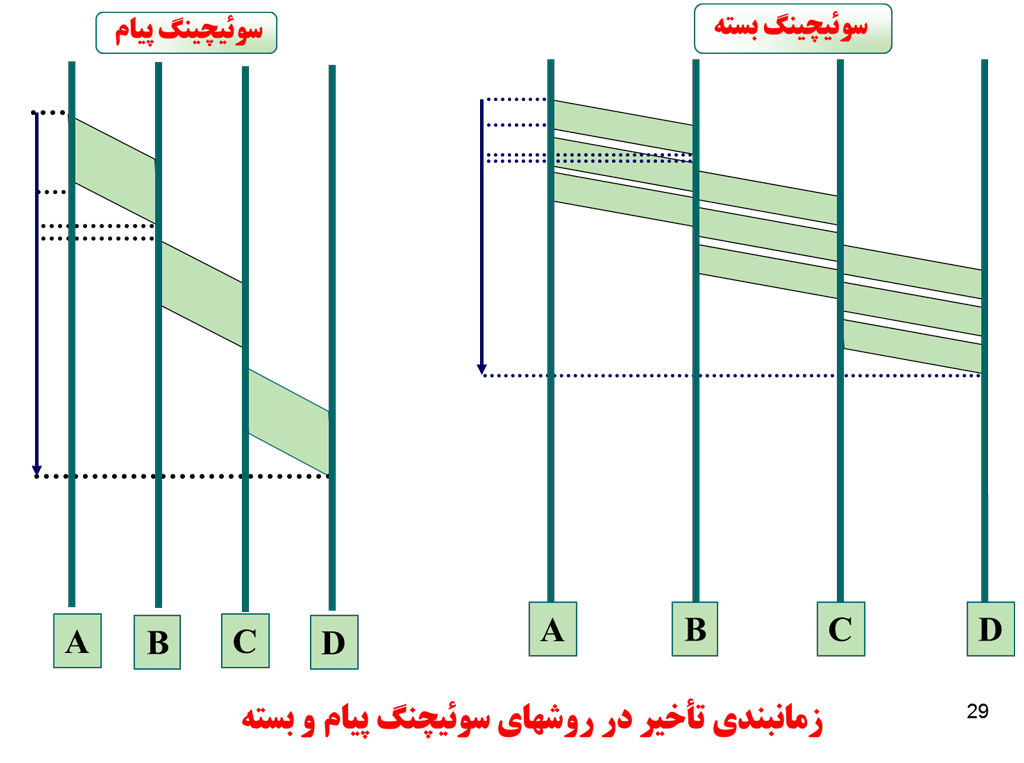 سوئیچینگ بسته
سوئیچینگ پیام
A B C D
A B C D
زمانبندی تأخیر در روشهای سوئیچنگ پیام و بسته
29